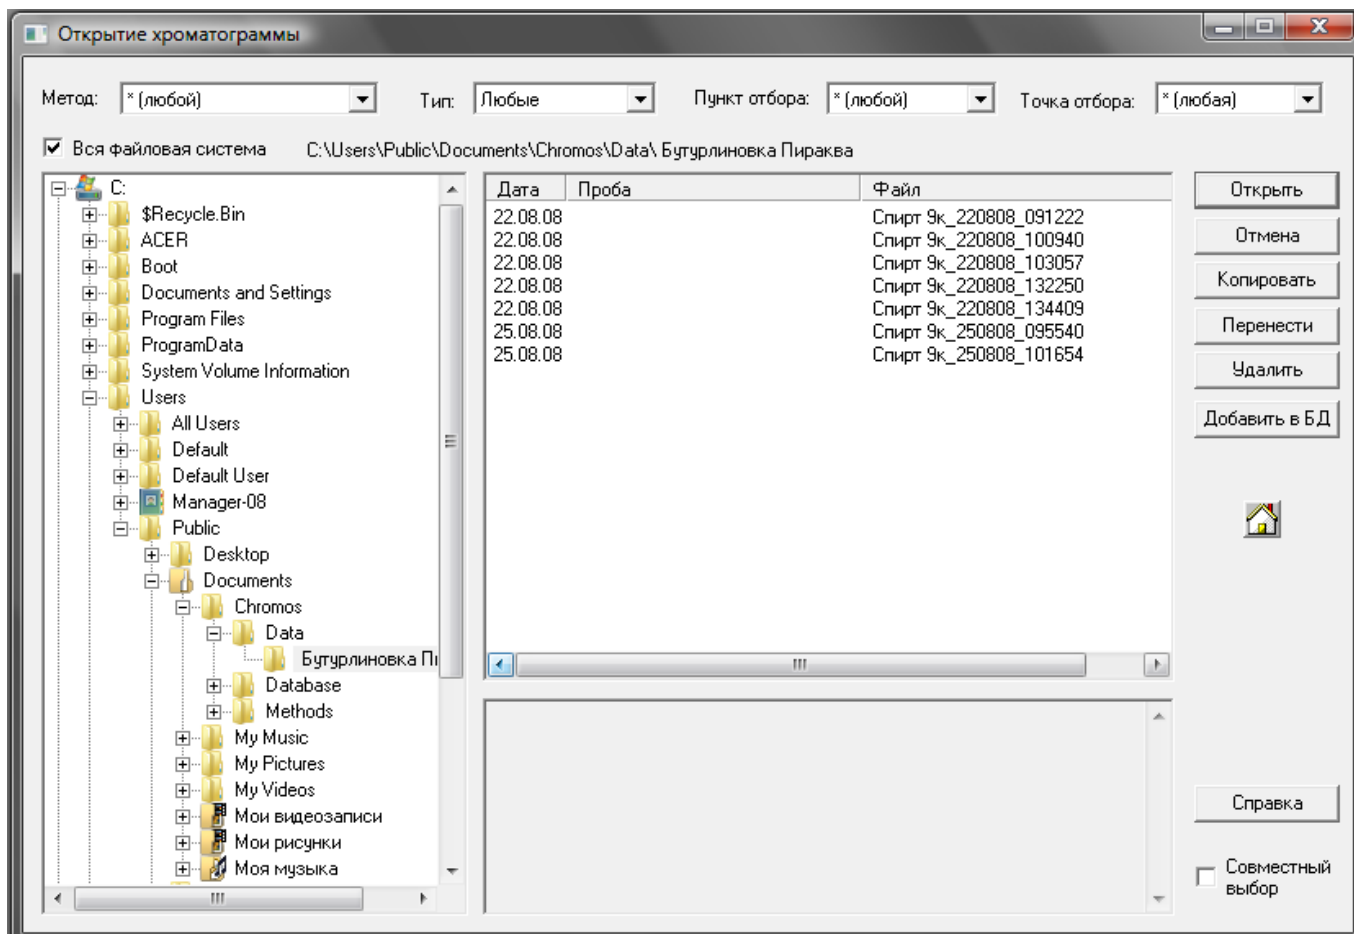 Открытие хроматограммы
Метод: * (любой) Тип: Любые Пункт отбора: * (любой) Точка отбора: * (любая)
Вся файловая система C:\Users\Public\Documents\Chromos\Data\ Бутурлиновка Пираква
C:
$Recycle.Bin
ACER
Boot
Documents and Settings
Program Files
ProgramData
System Volume Information
Users
All Users
Default
Default User
Manager-08
Public
Desktop
Documents
Chromos
Data
Бутурлиновка Пи
Database
Methods
My Music
My Pictures
My Videos
Мои видеозаписи
Мои рисунки
Моя музыка
Дата Проба Файл
22.08.08 Спирт 9к_220808_091222
22.08.08 Спирт 9к_220808_100940
22.08.08 Спирт 9к_220808_103057
22.08.08 Спирт 9к_220808_132250
22.08.08 Спирт 9к_220808_134409
25.08.08 Спирт 9к_250808_095540
25.08.08 Спирт 9к_250808_101654
Открыть
Отмена
Копировать
Перенести
Удалить
Добавить в БД
Справка
Совместный
выбор